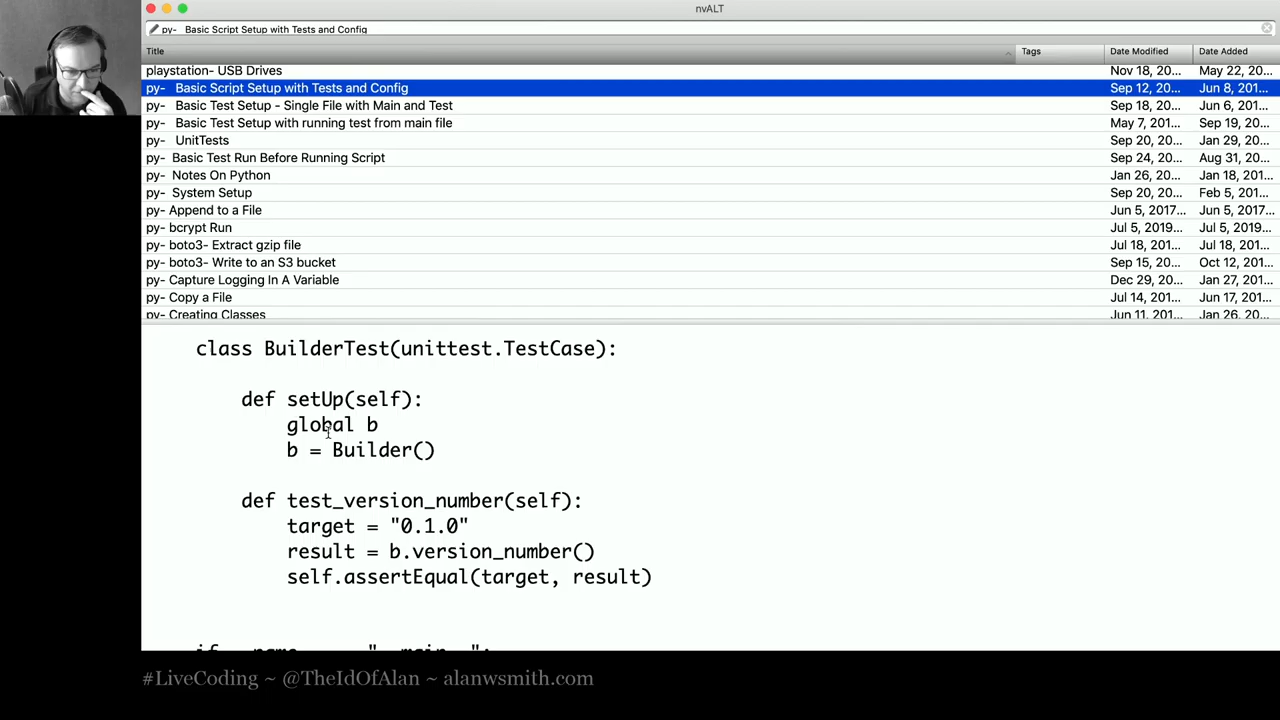 nvALT
py-   Basic Script Setup with Tests and Config
Title Tags Date Modified Date Added
playstation- USB Drives Nov 18, 20... May 22, 20...
py-   Basic Script Setup with Tests and Config Sep 12, 20... Jun 8, 201...
py-   Basic Test Setup - Single File with Main and Test Sep 18, 20... Jun 6, 201...
py-   Basic Test Setup with running test from main file May 7, 201... Sep 19, 20...
py-   UnitTests Sep 20, 20... Jan 29, 20...
py-  Basic Test Run Before Running Script Sep 24, 20... Aug 31, 20...
py-  Notes On Python Jan 26, 20... Jan 18, 201...
py-  System Setup Sep 20, 20... Feb 5, 201...
py- Append to a File Jun 5, 2017... Jun 5, 2017...
py- bcrypt Run Jul 5, 2019... Jul 5, 2019...
py- boto3- Extract gzip file Jul 18, 201... Jul 18, 201...
py- boto3- Write to an S3 bucket Sep 15, 20... Oct 12, 201...
py- Capture Logging In A Variable Dec 29, 20... Jan 27, 201...
py- Copy a File Jul 14, 201... Jun 17, 201...
py- Creating Classes Jun 11, 201... Jan 26, 20...
class BuilderTest(unittest.TestCase):
def setUp(self):
global b
b = Builder()
def test_version_number(self):
target = "0.1.0"
result = b.version_number()
self.assertEqual(target, result)
#LiveCoding ~ @TheIdOfAlan ~ alanwsmith.com